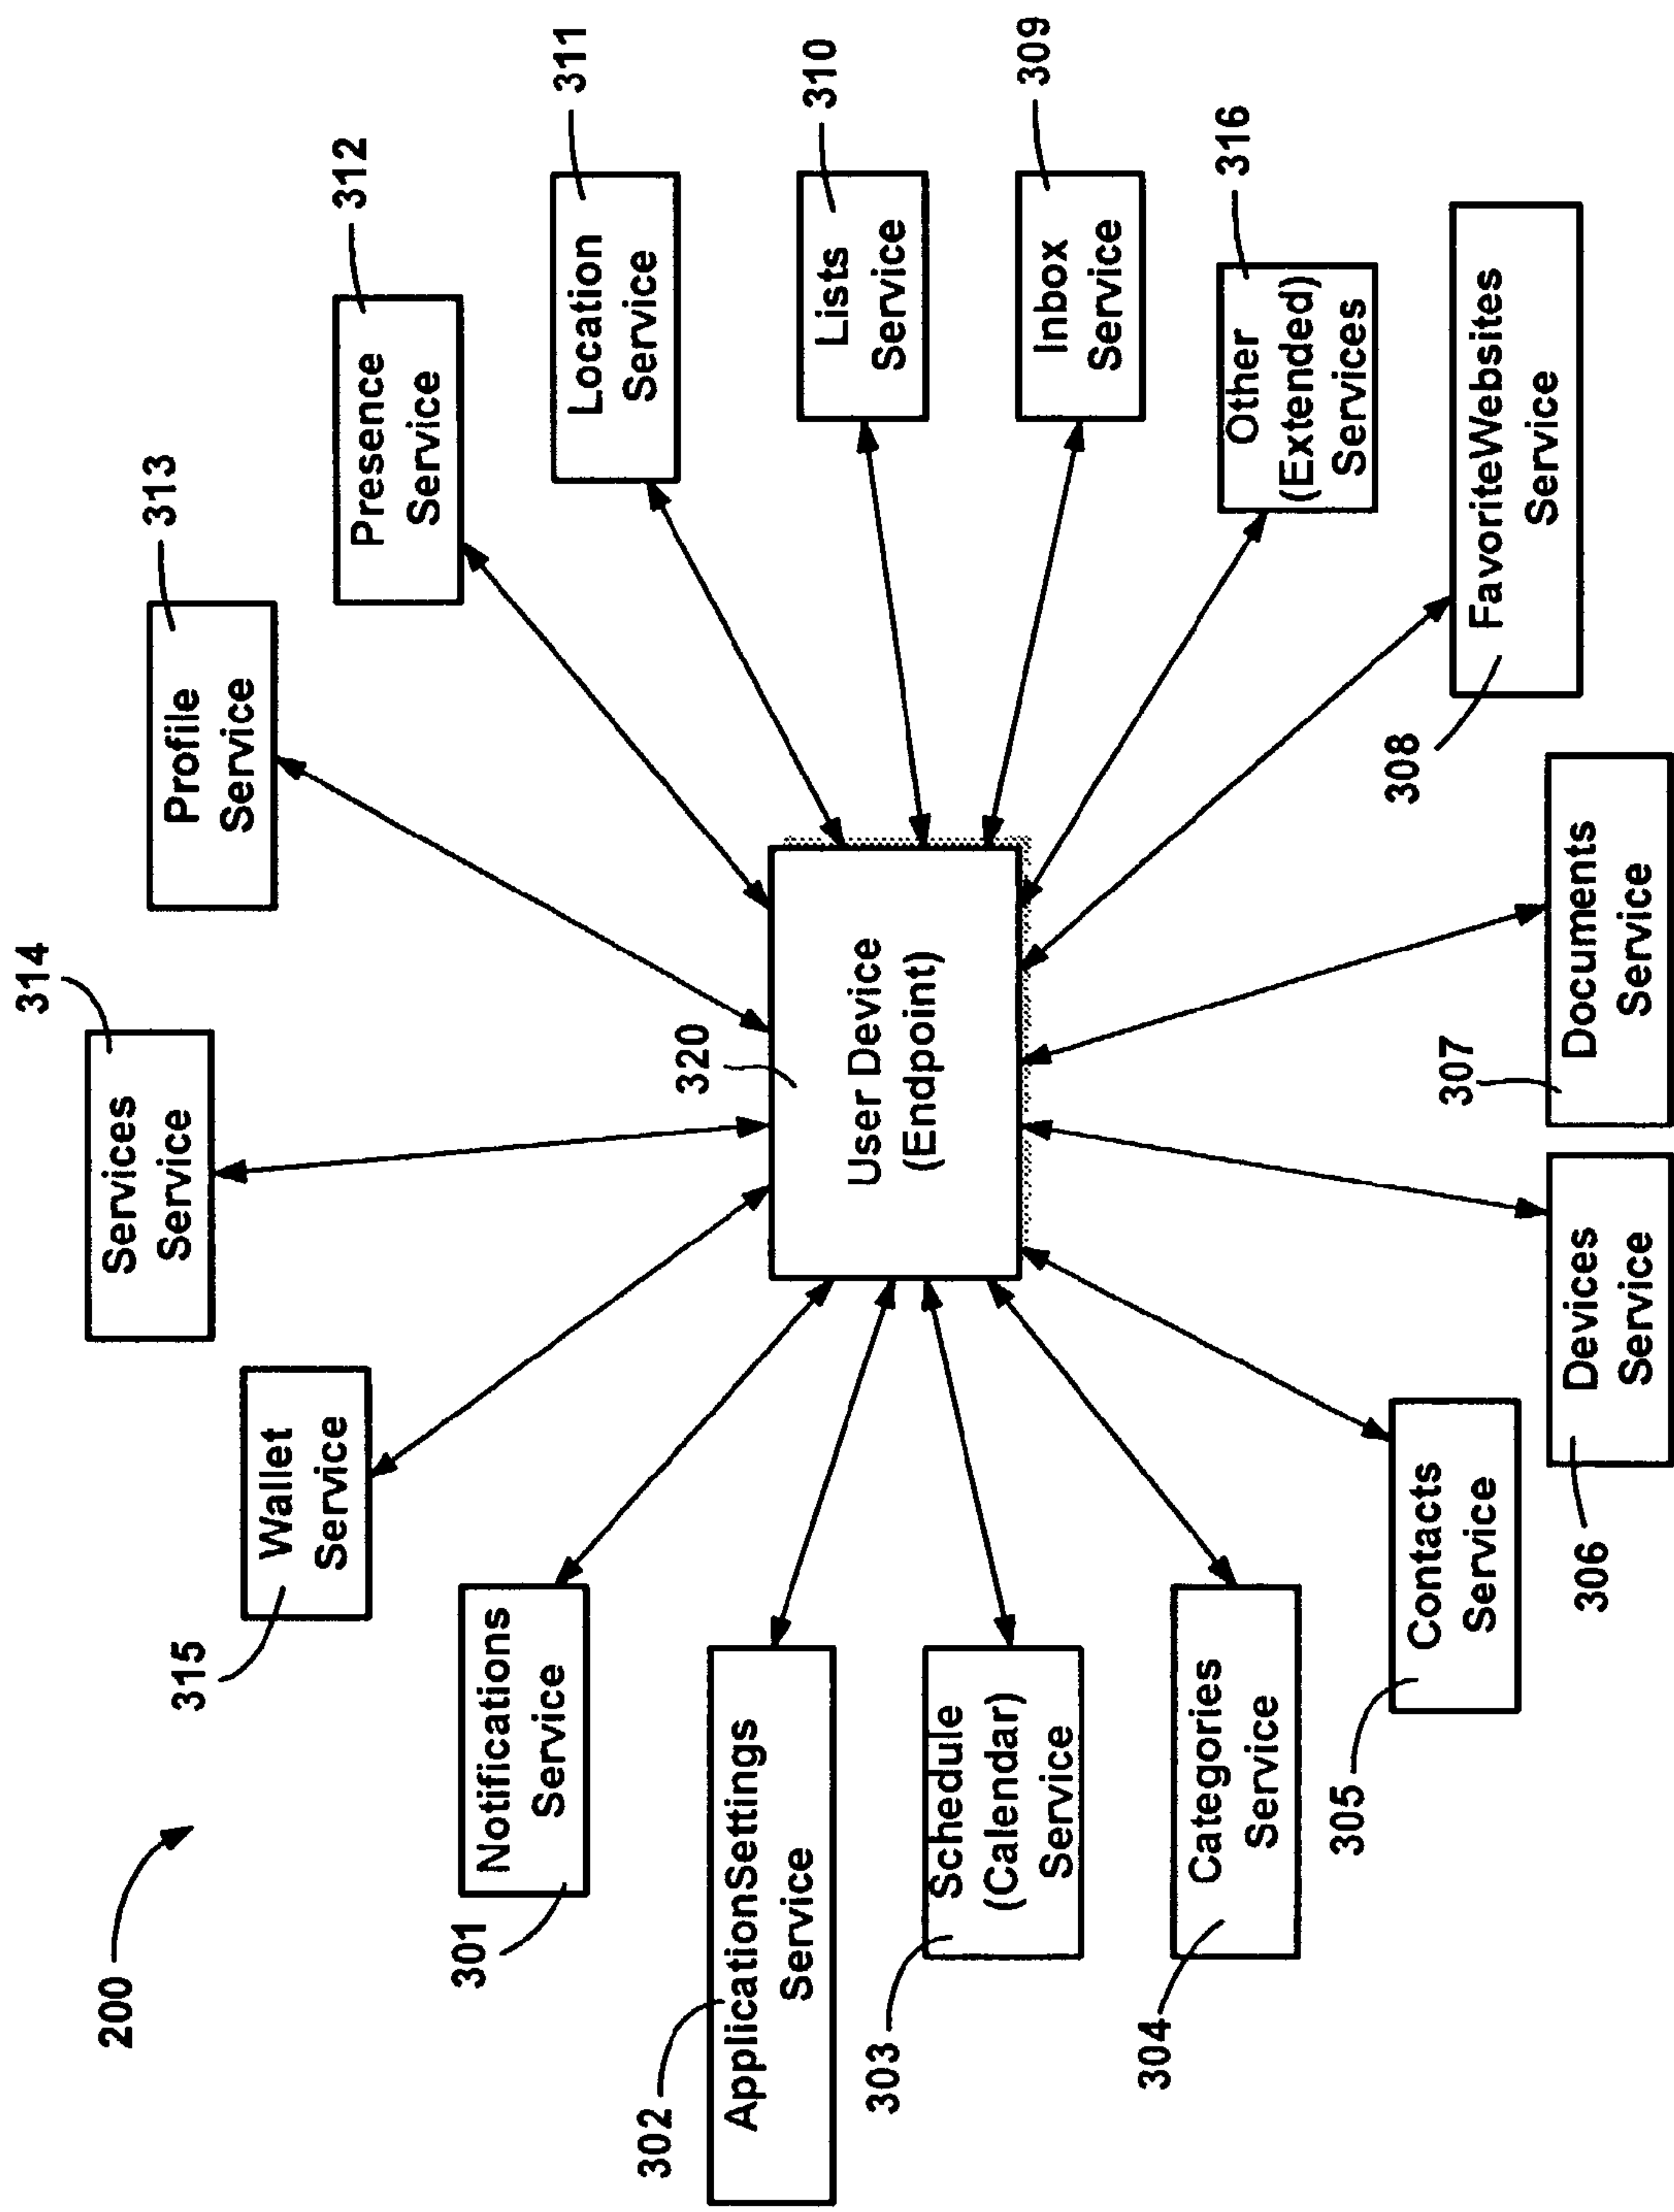 200
314
Services
Service
313
Profile
Service
312
Presence
Service
311
Location
Service
310
Lists
Service
309
Inbox
Service
316
Other
(Extended)
Services
308
FavoriteWebsites
Service
307
Documents
Service
306
Devices
Service
305
Contacts
Service
304
Categories
Service
303
Schedule
(Calendar)
Service
302
ApplicationSettings
Service
301
Notifications
Service
315
Wallet
Service
320
User Device
(Endpoint)